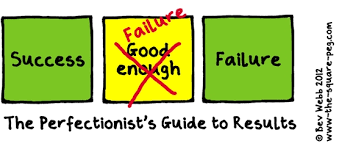 Success
Failure
Good
enough
Failure
The Perfectionist's Guide to Results
© Bev Webb 2012
www-the-square-peg.com